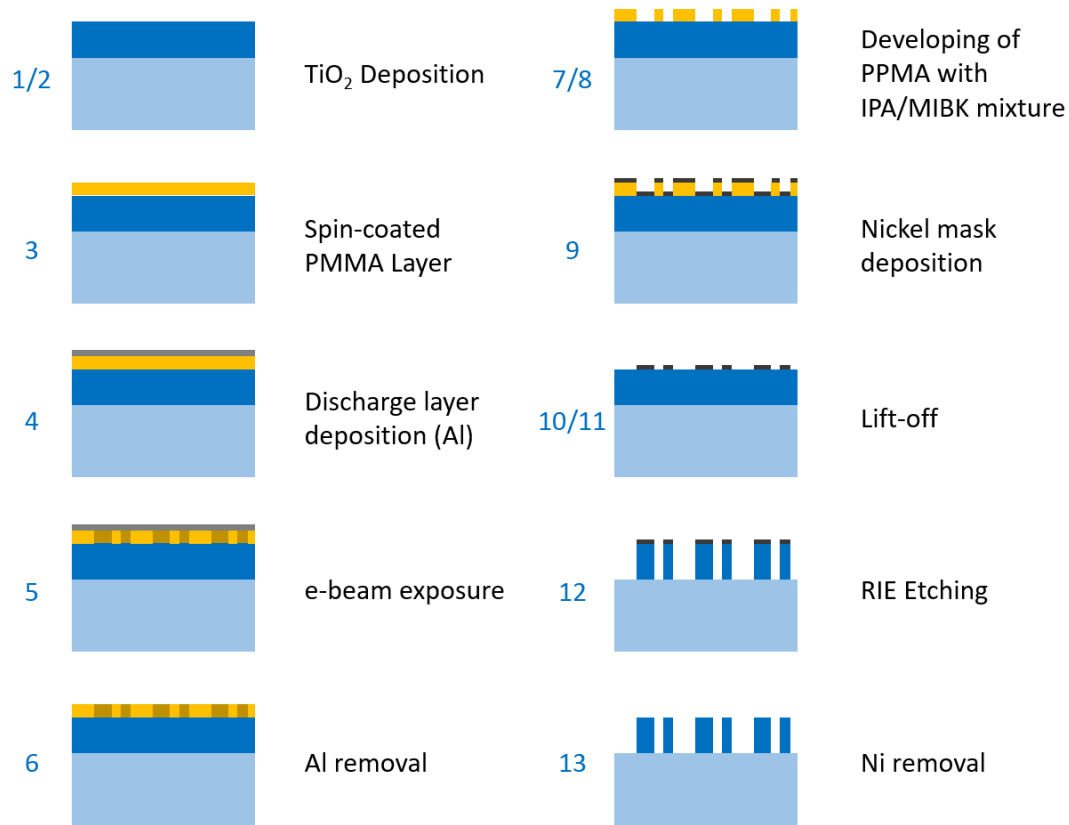 1/2
TiO₂ Deposition
3
Spin-coated
PMMA Layer
4
Discharge layer
deposition (Al)
5
e-beam exposure
6
Al removal
7/8
Developing of
PPMA with
IPA/MIBK mixture
9
Nickel mask
deposition
10/11
Lift-off
12
RIE Etching
13
Ni removal